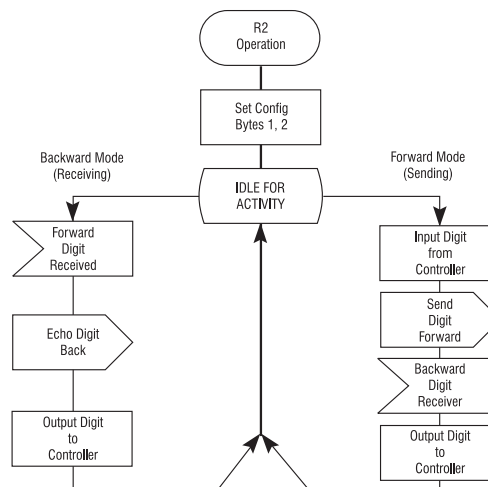 R2
Operation
Set Config
Bytes 1, 2
Backward Mode
(Receiving)
Forward Mode
(Sending)
IDLE FOR
ACTIVITY
Forward
Digit
Received
Echo Digit
Back
Output Digit
to
Controller
Input Digit
from
Controller
Send
Digit
Forward
Backward
Digit
Receiver
Output Digit
to
Controller